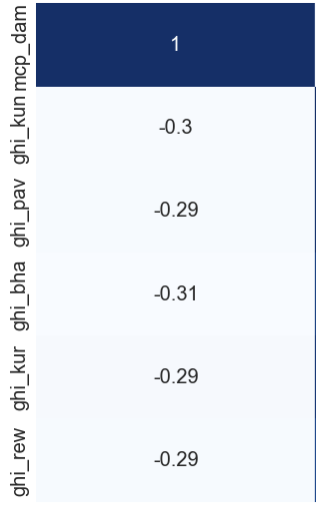 mcp_dam 1
ghi_kun -0.3
ghi_pav -0.29
ghi_bha -0.31
ghi_kur -0.29
ghi_rew -0.29